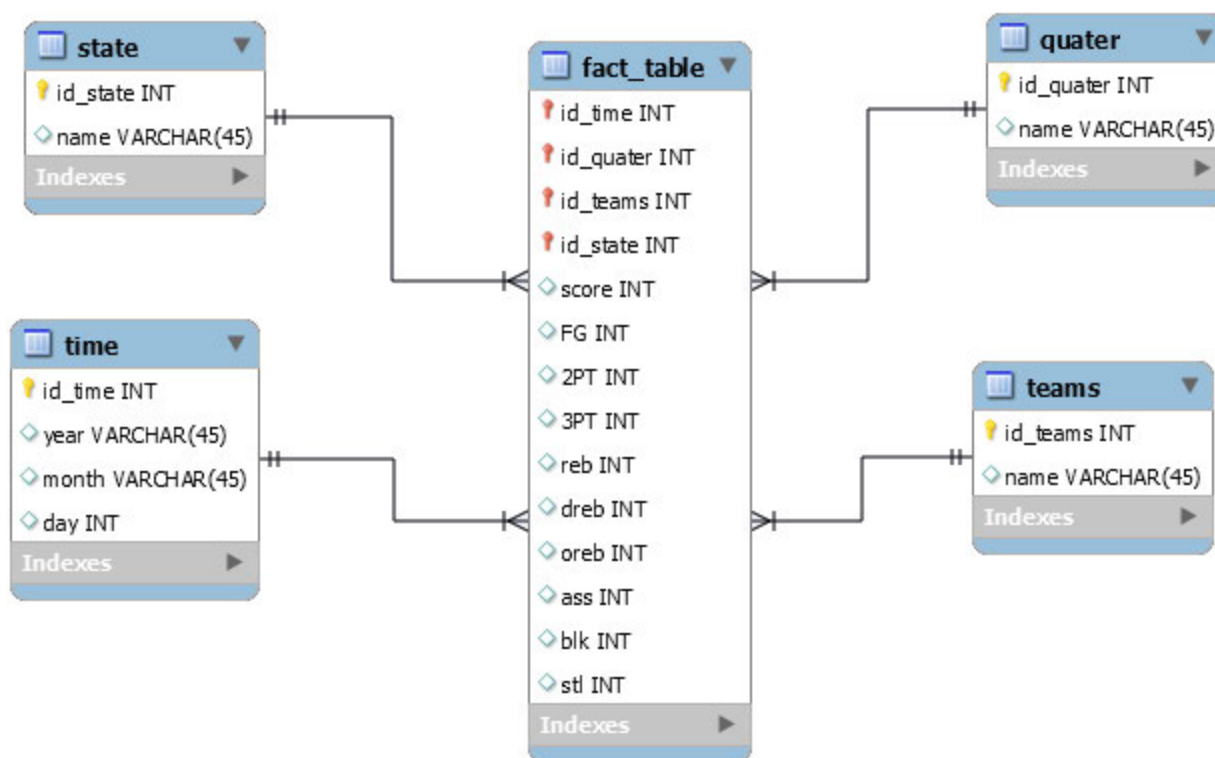 state
id_state INT
name VARCHAR(45)
Indexes
time
id_time INT
year VARCHAR(45)
month VARCHAR(45)
day INT
Indexes
fact_table
id_time INT
id_quater INT
id_teams INT
id_state INT
score INT
FG INT
2PT INT
3PT INT
reb INT
dreb INT
oreb INT
ass INT
blk INT
stl INT
Indexes
quater
id_quater INT
name VARCHAR(45)
Indexes
teams
id_teams INT
name VARCHAR(45)
Indexes